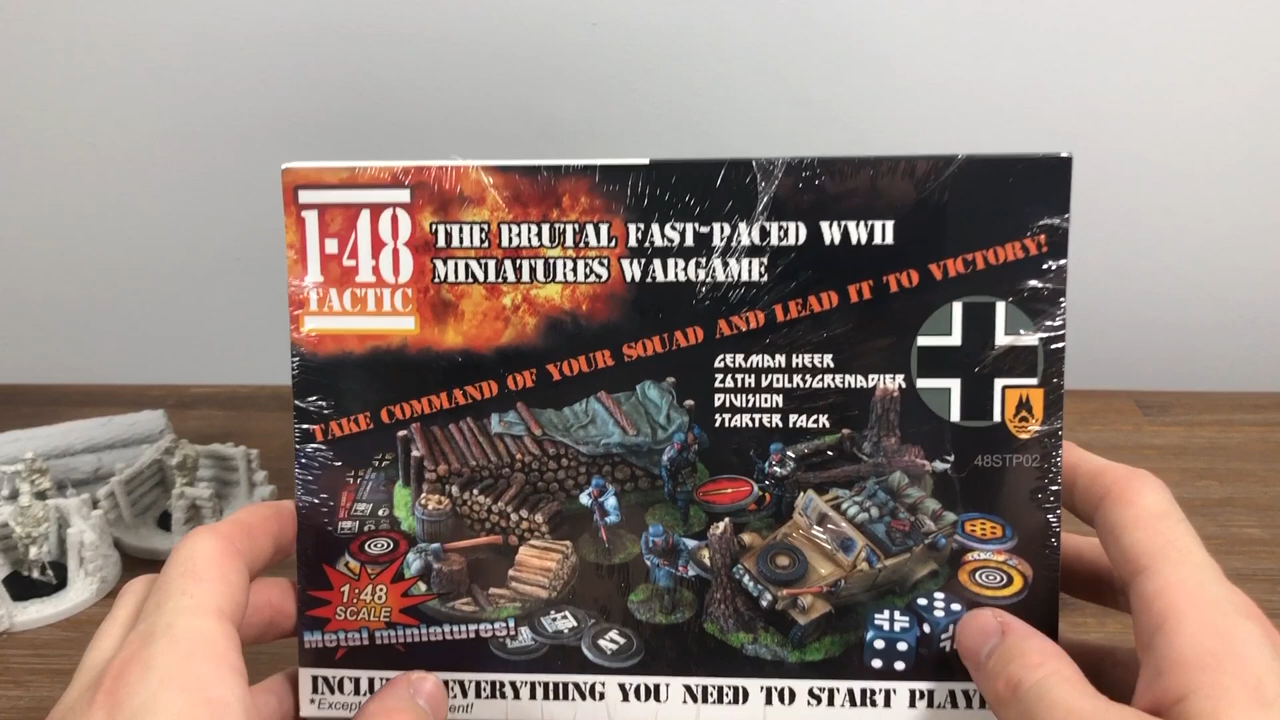 1-48
TACTIC
THE BRUTAL FAST-PACED WWII
MINIATURES WARGAME
TAKE COMMAND OF YOUR SQUAD AND LEAD IT TO VICTORY!
GERMAN HEER
26TH VOLKSGRENADIER
DIVISION
STARTER PACK
48STP02
1:48
SCALE
Metal miniatures!
AT
EVERYTHING YOU NEED TO START